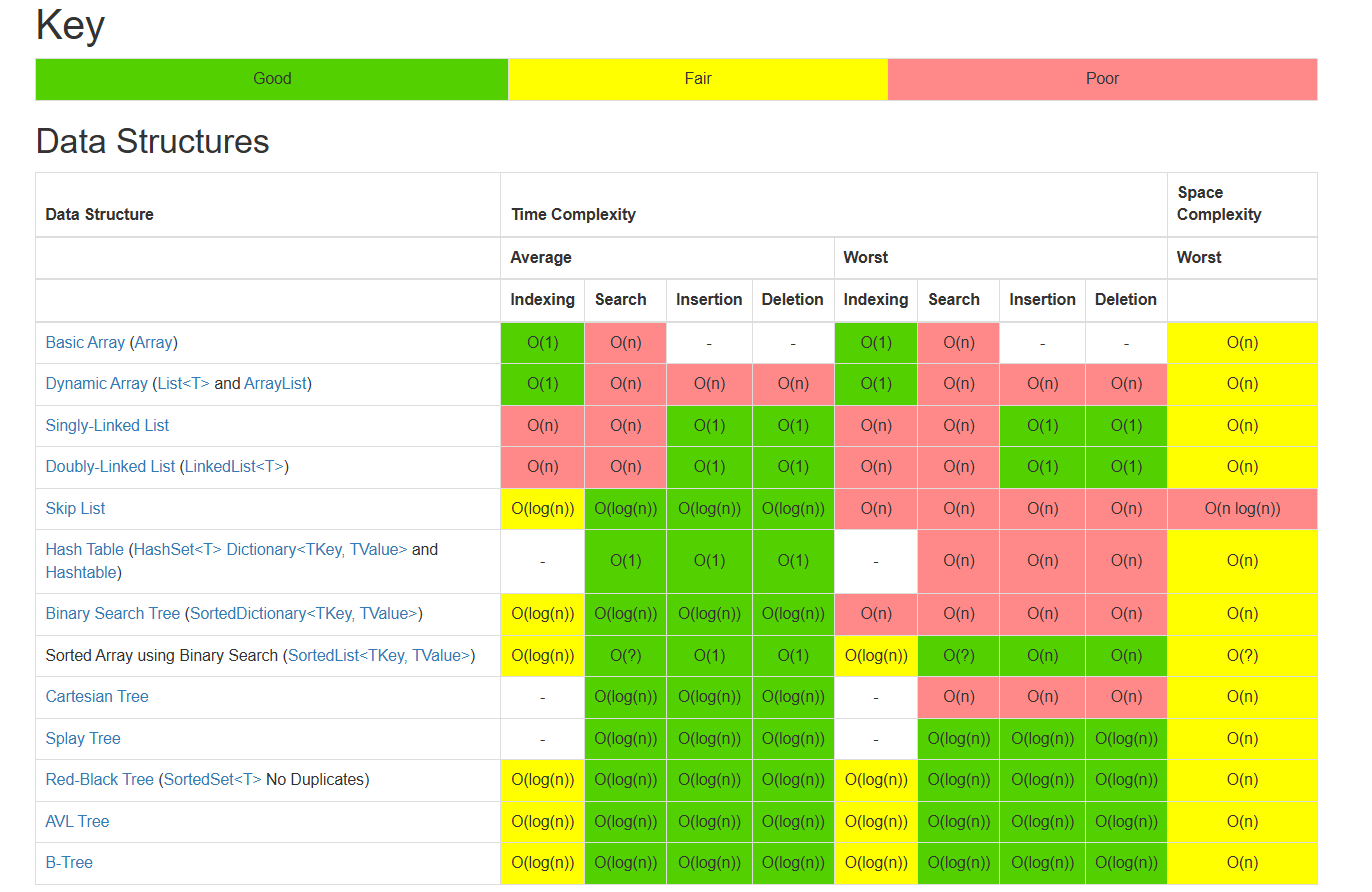 Key
Good Fair Poor
Data Structures
Data Structure Time Complexity Space Complexity
Average Worst Worst
Indexing Search Insertion Deletion Indexing Search Insertion Deletion
Basic Array (Array) O(1) O(n) - - O(1) O(n) - - O(n)
Dynamic Array (List<T> and ArrayList) O(1) O(n) O(n) O(n) O(1) O(n) O(n) O(n) O(n)
Singly-Linked List O(n) O(n) O(1) O(1) O(n) O(n) O(1) O(1) O(n)
Doubly-Linked List (LinkedList<T>) O(n) O(n) O(1) O(1) O(n) O(n) O(1) O(1) O(n)
Skip List O(log(n)) O(log(n)) O(log(n)) O(log(n)) O(n) O(n) O(n) O(n) O(n log(n))
Hash Table (HashSet<T> Dictionary<TKey, TValue> and Hashtable) - O(1) O(1) O(1) - O(n) O(n) O(n) O(n)
Binary Search Tree (SortedDictionary<TKey, TValue>) O(log(n)) O(log(n)) O(log(n)) O(log(n)) O(n) O(n) O(n) O(n) O(n)
Sorted Array using Binary Search (SortedList<TKey, TValue>) O(log(n)) O(?) O(1) O(1) O(log(n)) O(?) O(n) O(n) O(?)
Cartesian Tree - O(log(n)) O(log(n)) O(log(n)) - O(n) O(n) O(n) O(n)
Splay Tree - O(log(n)) O(log(n)) O(log(n)) - O(log(n)) O(log(n)) O(log(n)) O(n)
Red-Black Tree (SortedSet<T> No Duplicates) O(log(n)) O(log(n)) O(log(n)) O(log(n)) O(log(n)) O(log(n)) O(log(n)) O(log(n)) O(n)
AVL Tree O(log(n)) O(log(n)) O(log(n)) O(log(n)) O(log(n)) O(log(n)) O(log(n)) O(log(n)) O(n)
B-Tree O(log(n)) O(log(n)) O(log(n)) O(log(n)) O(log(n)) O(log(n)) O(log(n)) O(log(n)) O(n)